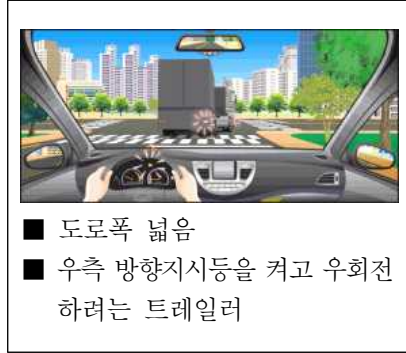 ■ 도로폭 넓음
■ 우측 방향지시등을 켜고 우회전
하려는 트레일러